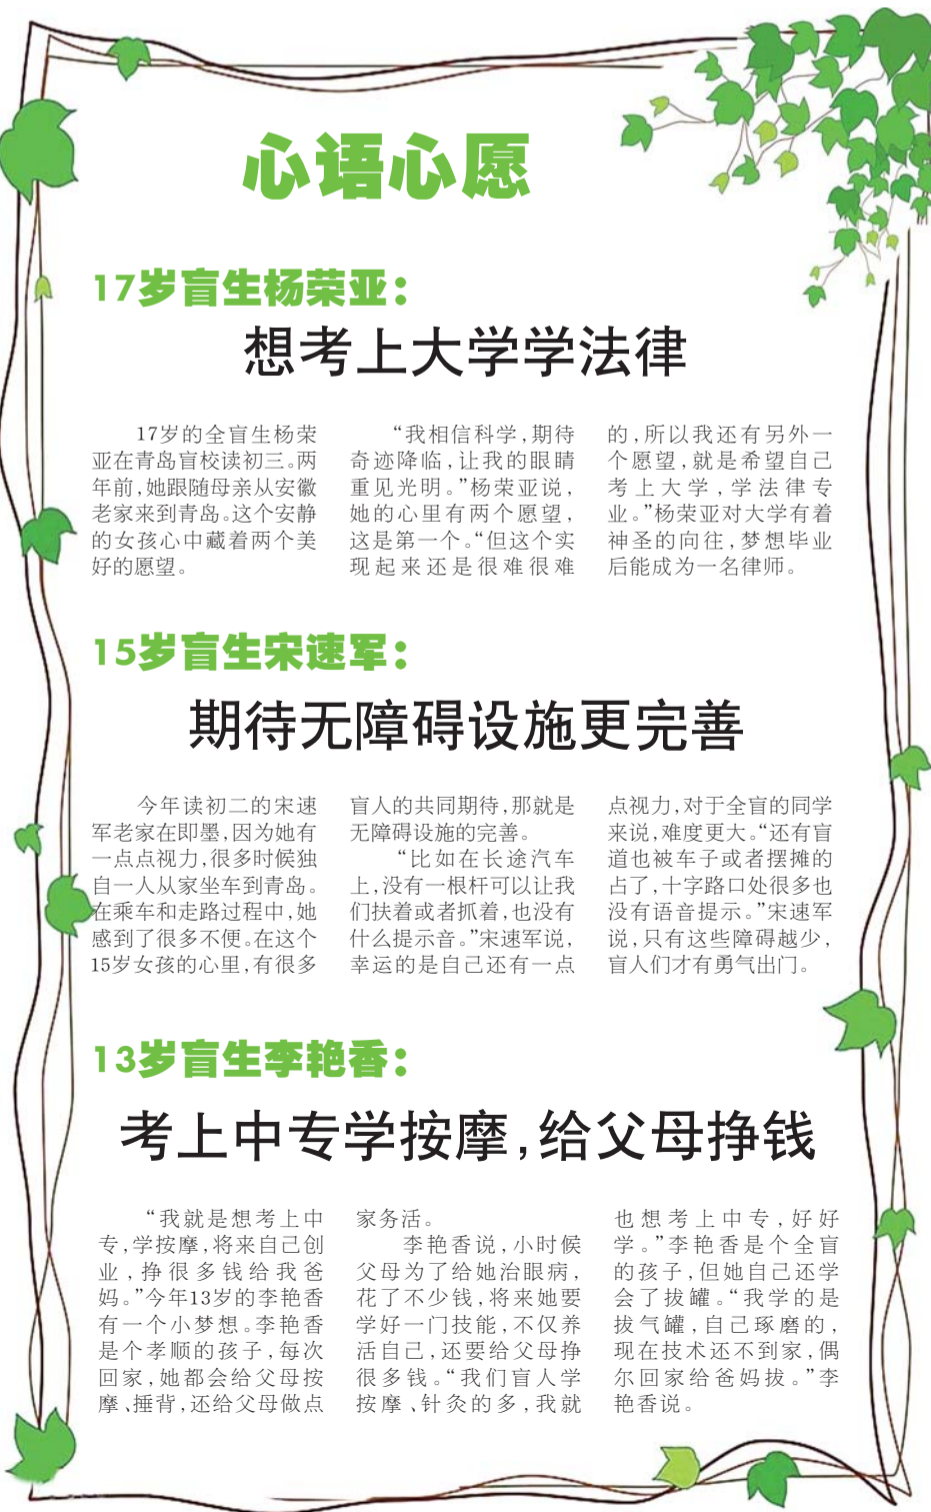 心语心愿
17岁盲生杨荣亚：
想考上大学学法律
17岁的全盲生杨荣
亚在青岛盲校读初三。两
年前，她跟随母亲从安徽
老家来到青岛。这个安静
的女孩心中藏着两个美
好的愿望。
“我相信科学，期待
奇迹降临，让我的眼睛
重见光明。”杨荣亚说，
她的心里有两个愿望，
这是第一个。“但这个实
现起来还是很难很难
的，所以我还有另外一
个愿望，就是希望自己
考上大学，学法律专
业。”杨荣亚对大学有着
神圣的向往，梦想毕业
后能成为一名律师。
15岁盲生宋速军：
期待无障碍设施更完善
今年读初二的宋速
军老家在即墨，因为她有
一点点视力，很多时候独
自一人从家坐车到青岛。
在乘车和走路过程中，她
感到了很多不便。在这个
15岁女孩的心里，有很多
盲人的共同期待，那就是
无障碍设施的完善。
“比如在长途汽车
上，没有一根杆可以让我
们扶着或者抓着，也没有
什么提示音。”宋速军说，
幸运的是自己还有一点
点视力，对于全盲的同学
来说，难度更大。“还有盲
道也被车子或者摆摊的
占了，十字路口处很多也
没有语音提示。”宋速军
说，只有这些障碍越少，
盲人们才有勇气出门。
13岁盲生李艳香：
考上中专学按摩，给父母挣钱
“我就是想考上中
专，学按摩，将来自己创
业，挣很多钱给我爸
妈。”今年13岁的李艳香
有一个小梦想。李艳香
是个孝顺的孩子，每次
回家，她都会给父母按
摩、捶背，还给父母做点
家务活。
李艳香说，小时候
父母为了给她治眼病，
花了不少钱，将来她要
学好一门技能，不仅养
活自己，还要给父母挣
很多钱。“我们盲人学
按摩、针灸的多，我就
也想考上中专，好好
学。”李艳香是个全盲
的孩子，但她自己还学
会了拔罐。“我学的是
拔气罐，自己琢磨的，
现在技术还不到家，偶
尔回家给爸妈拔。”李
艳香说。